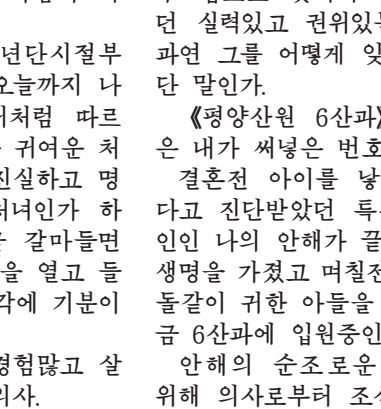 년단시절부
오늘까지 나
처럼 따르
귀여운 처
진실하고 명
처녀인가 하
갈마들면
을 열고 들
각에 기분이
경험많고 살
의사.
던 실력있고 권위있
과연 그를 어떻게 잊
단 말인가.
《평양산원 6산과》
은 내가 써넣은 번호
결혼전 아이를 낳
다고 진단받았던 특
인인 나의 안해가 끝
생명을 가졌고 며칠전
돌같이 귀한 아들을
금 6산과에 입원중인
안해의 순조로운
위해 의사로부터 조